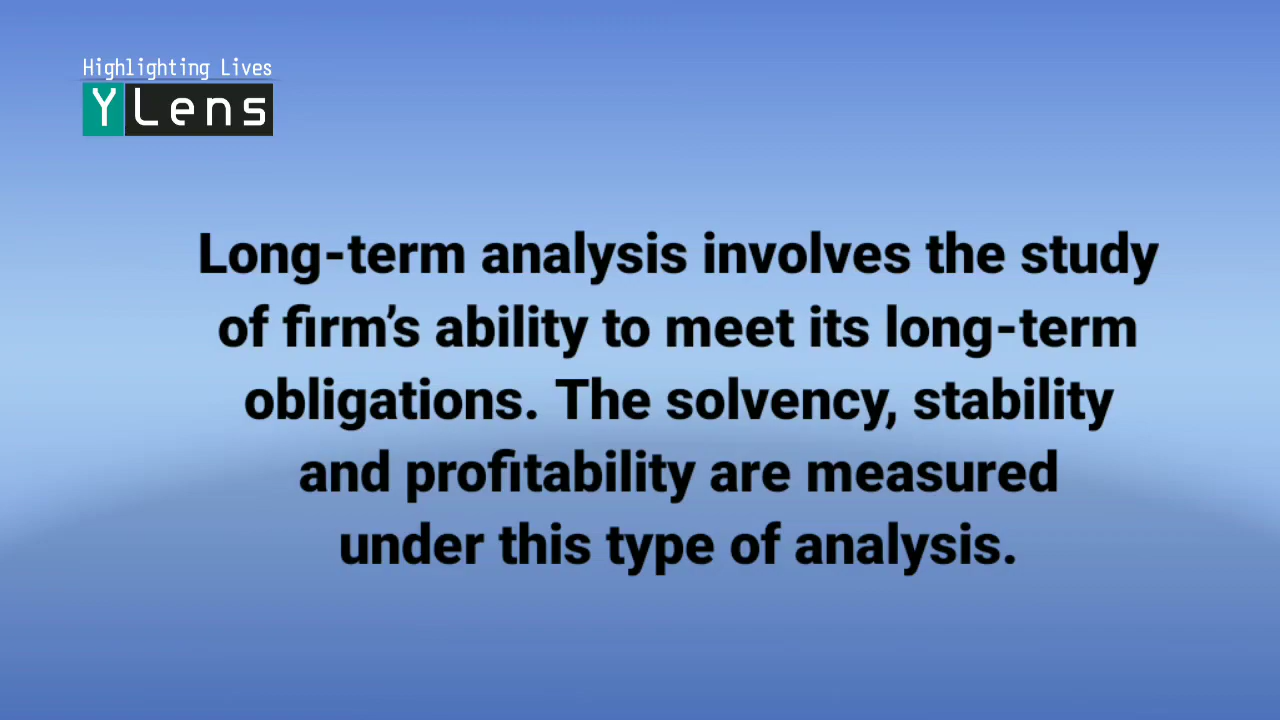 Highlighting Lives
YLens
Long-term analysis involves the study
of firm’s ability to meet its long-term
obligations. The solvency, stability
and profitability are measured
under this type of analysis.